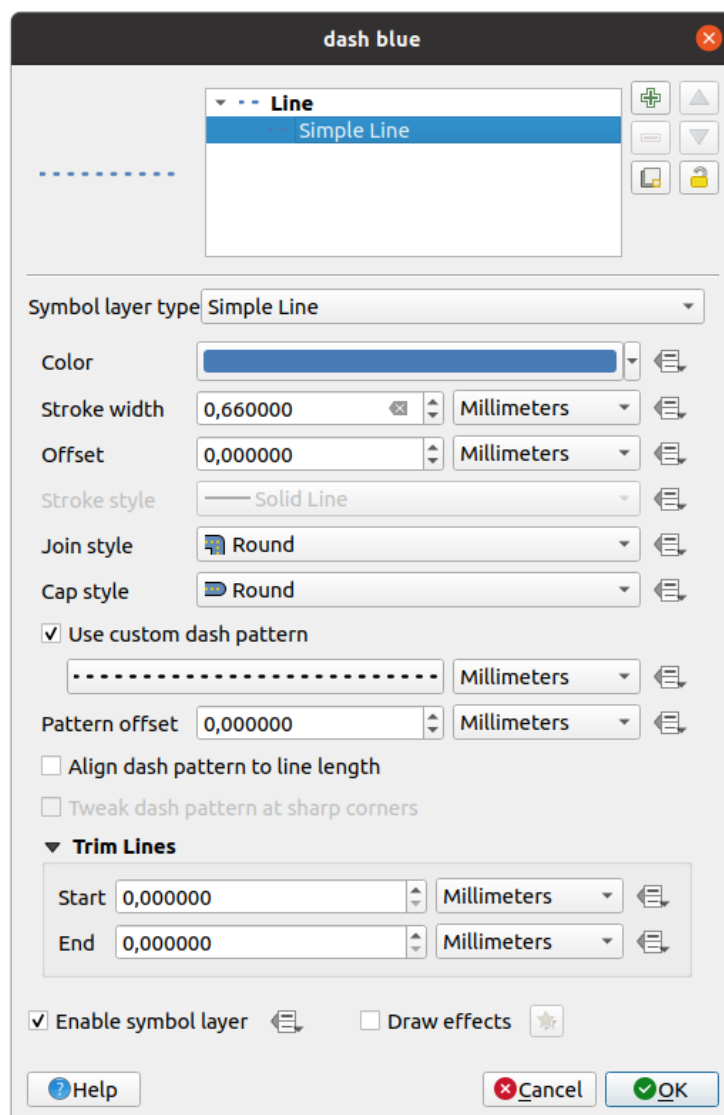 dash blue
Line
Simple Line
Symbol layer type Simple Line
Color
Stroke width 0,660000 Millimeters
Offset 0,000000 Millimeters
Stroke style Solid Line
Join style Round
Cap style Round
Use custom dash pattern
Millimeters
Pattern offset 0,000000 Millimeters
Align dash pattern to line length
Tweak dash pattern at sharp corners
Trim Lines
Start 0,000000 Millimeters
End 0,000000 Millimeters
Enable symbol layer Draw effects
Help Cancel OK